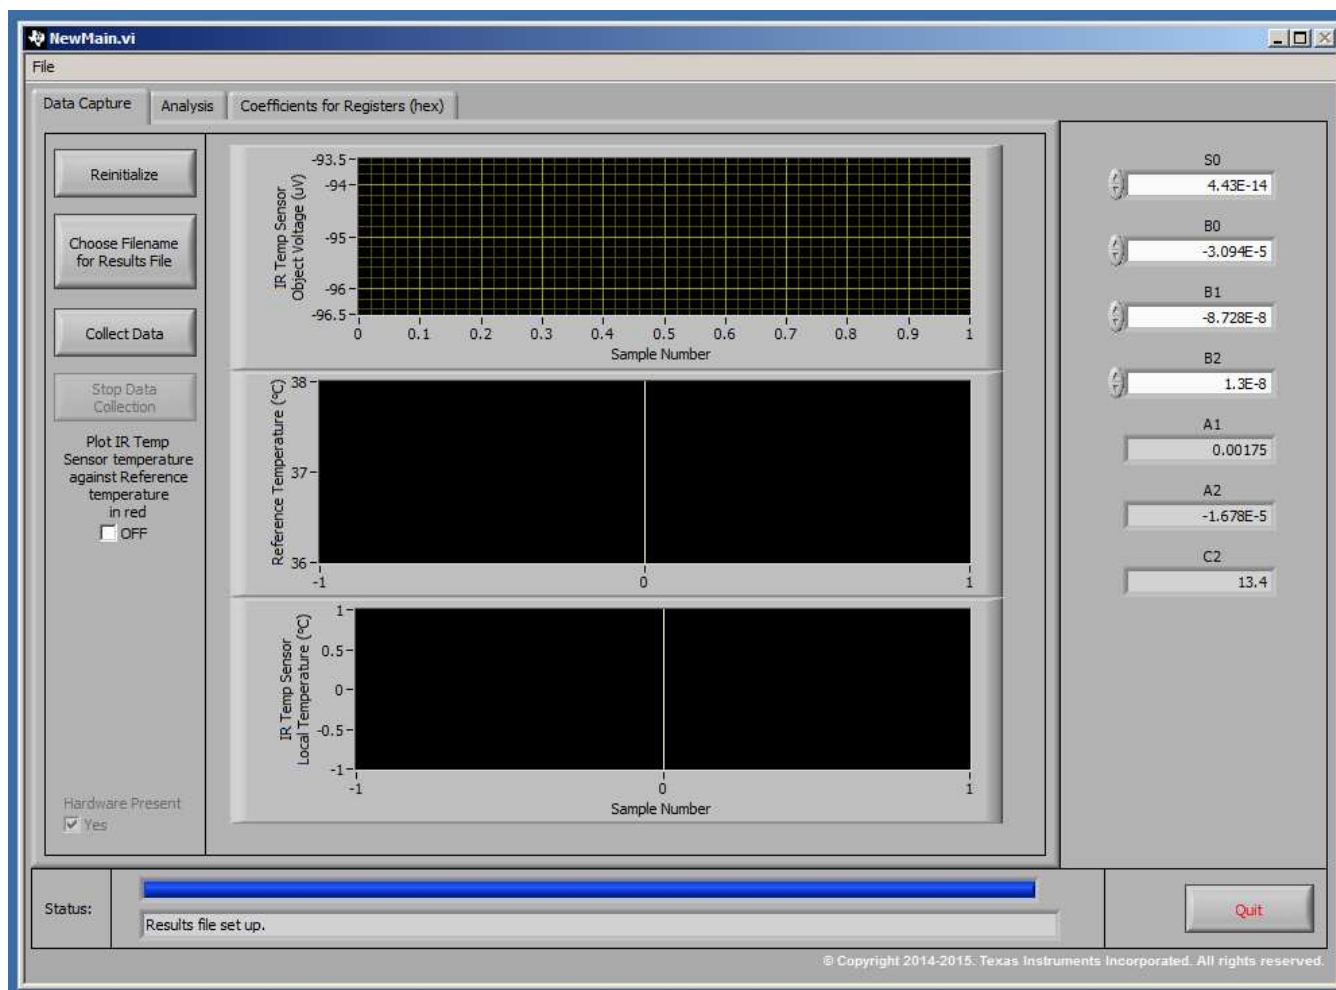 NewMain.vi
File
Data Capture
Analysis
Coefficients for Registers (hex)
Reinitialize
Choose Filename
for Results File
Collect Data
Stop Data
Collection
Plot IR Temp
Sensor temperature
against Reference
temperature
in red
OFF
Hardware Present
Yes
IR Temp Sensor
Object Voltage (uV)
-93.5
-94
-95
-96
-96.5
0 0.1 0.2 0.3 0.4 0.5 0.6 0.7 0.8 0.9 1
Sample Number
Reference Temperature (ºC)
38
37
36
-1 0 1
IR Temp Sensor
Local Temperature (ºC)
1
0.5
0
-0.5
-1
-1 0 1
Sample Number
S0
4.43E-14
B0
-3.094E-5
B1
-8.728E-8
B2
1.3E-8
A1
0.00175
A2
-1.678E-5
C2
13.4
Status:
Results file set up.
Quit
© Copyright 2014-2015. Texas Instruments Incorporated. All rights reserved.